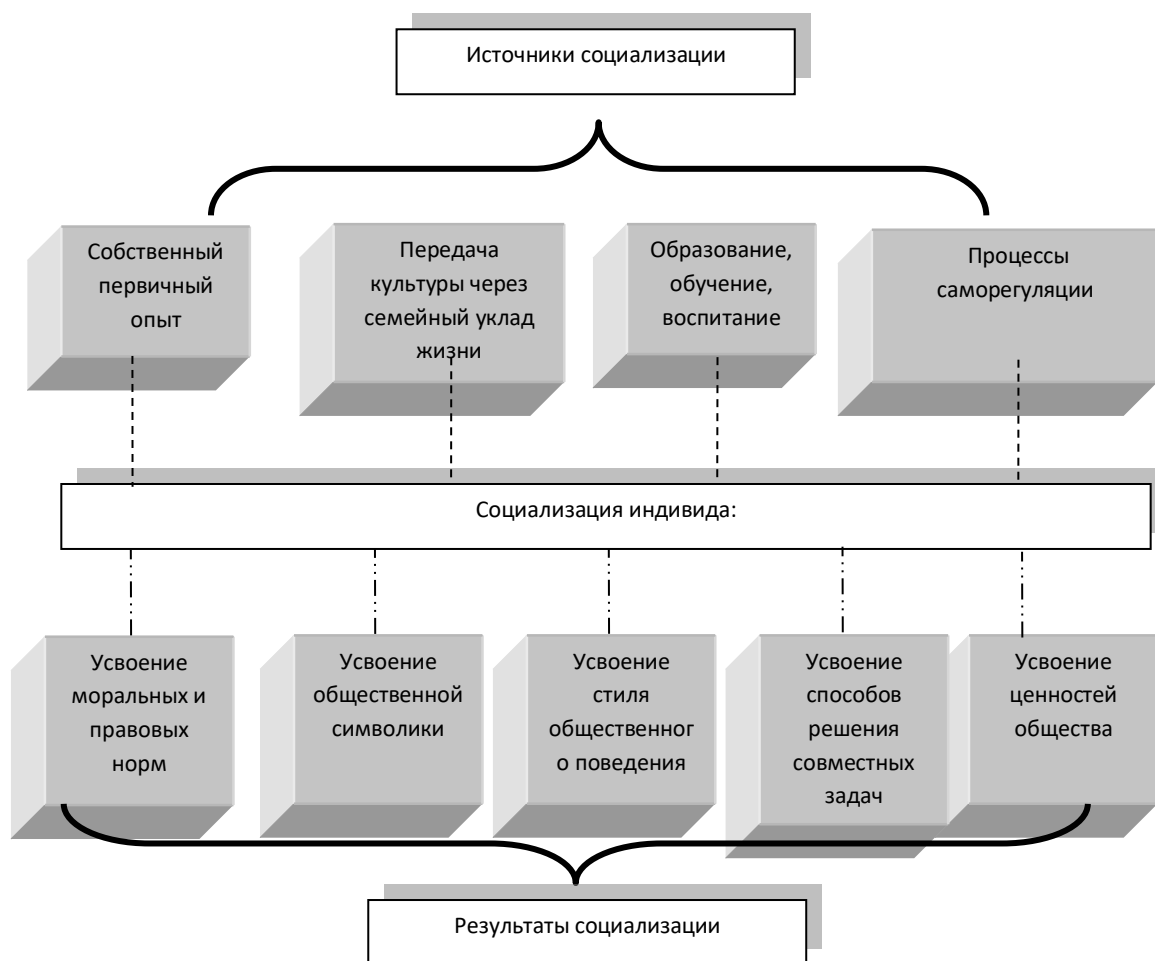 Источники социализации
Собственный
первичный
опыт
Передача
культуры через
семейный уклад
жизни
Образование,
обучение,
воспитание
Процессы
саморегуляции
Социализация индивида:
Усвоение
моральных и
правовых
норм
Усвоение
общественной
символики
Усвоение
стиля
общественног
о поведения
Усвоение
способов
решения
совместных
задач
Усвоение
ценностей
общества
Результаты социализации